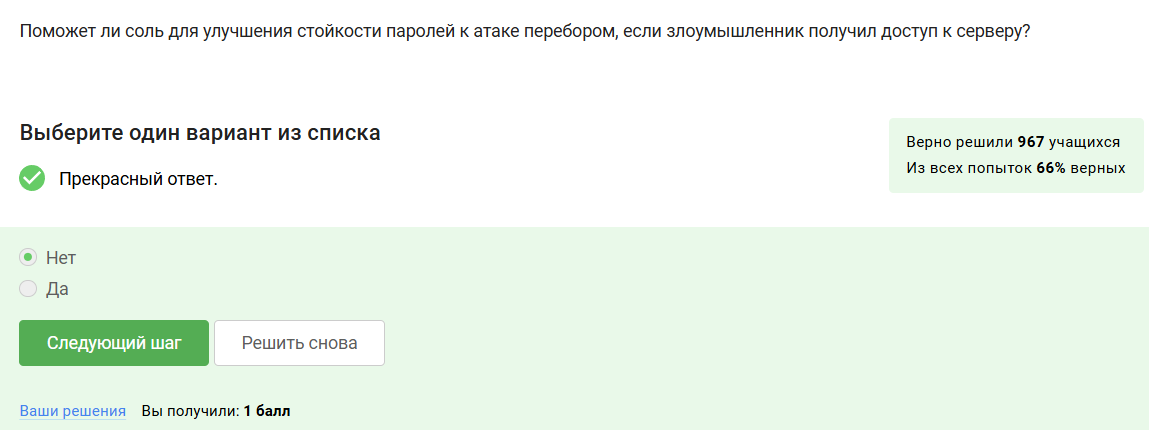 Поможет ли соль для улучшения стойкости паролей к атаке перебором, если злоумышленник получил доступ к серверу?
Выберите один вариант из списка
Прекрасный ответ.
Верно решили 967 учащихся
Из всех попыток 66% верных
Нет
Да
Следующий шаг
Решить снова
Ваши решения Вы получили: 1 балл